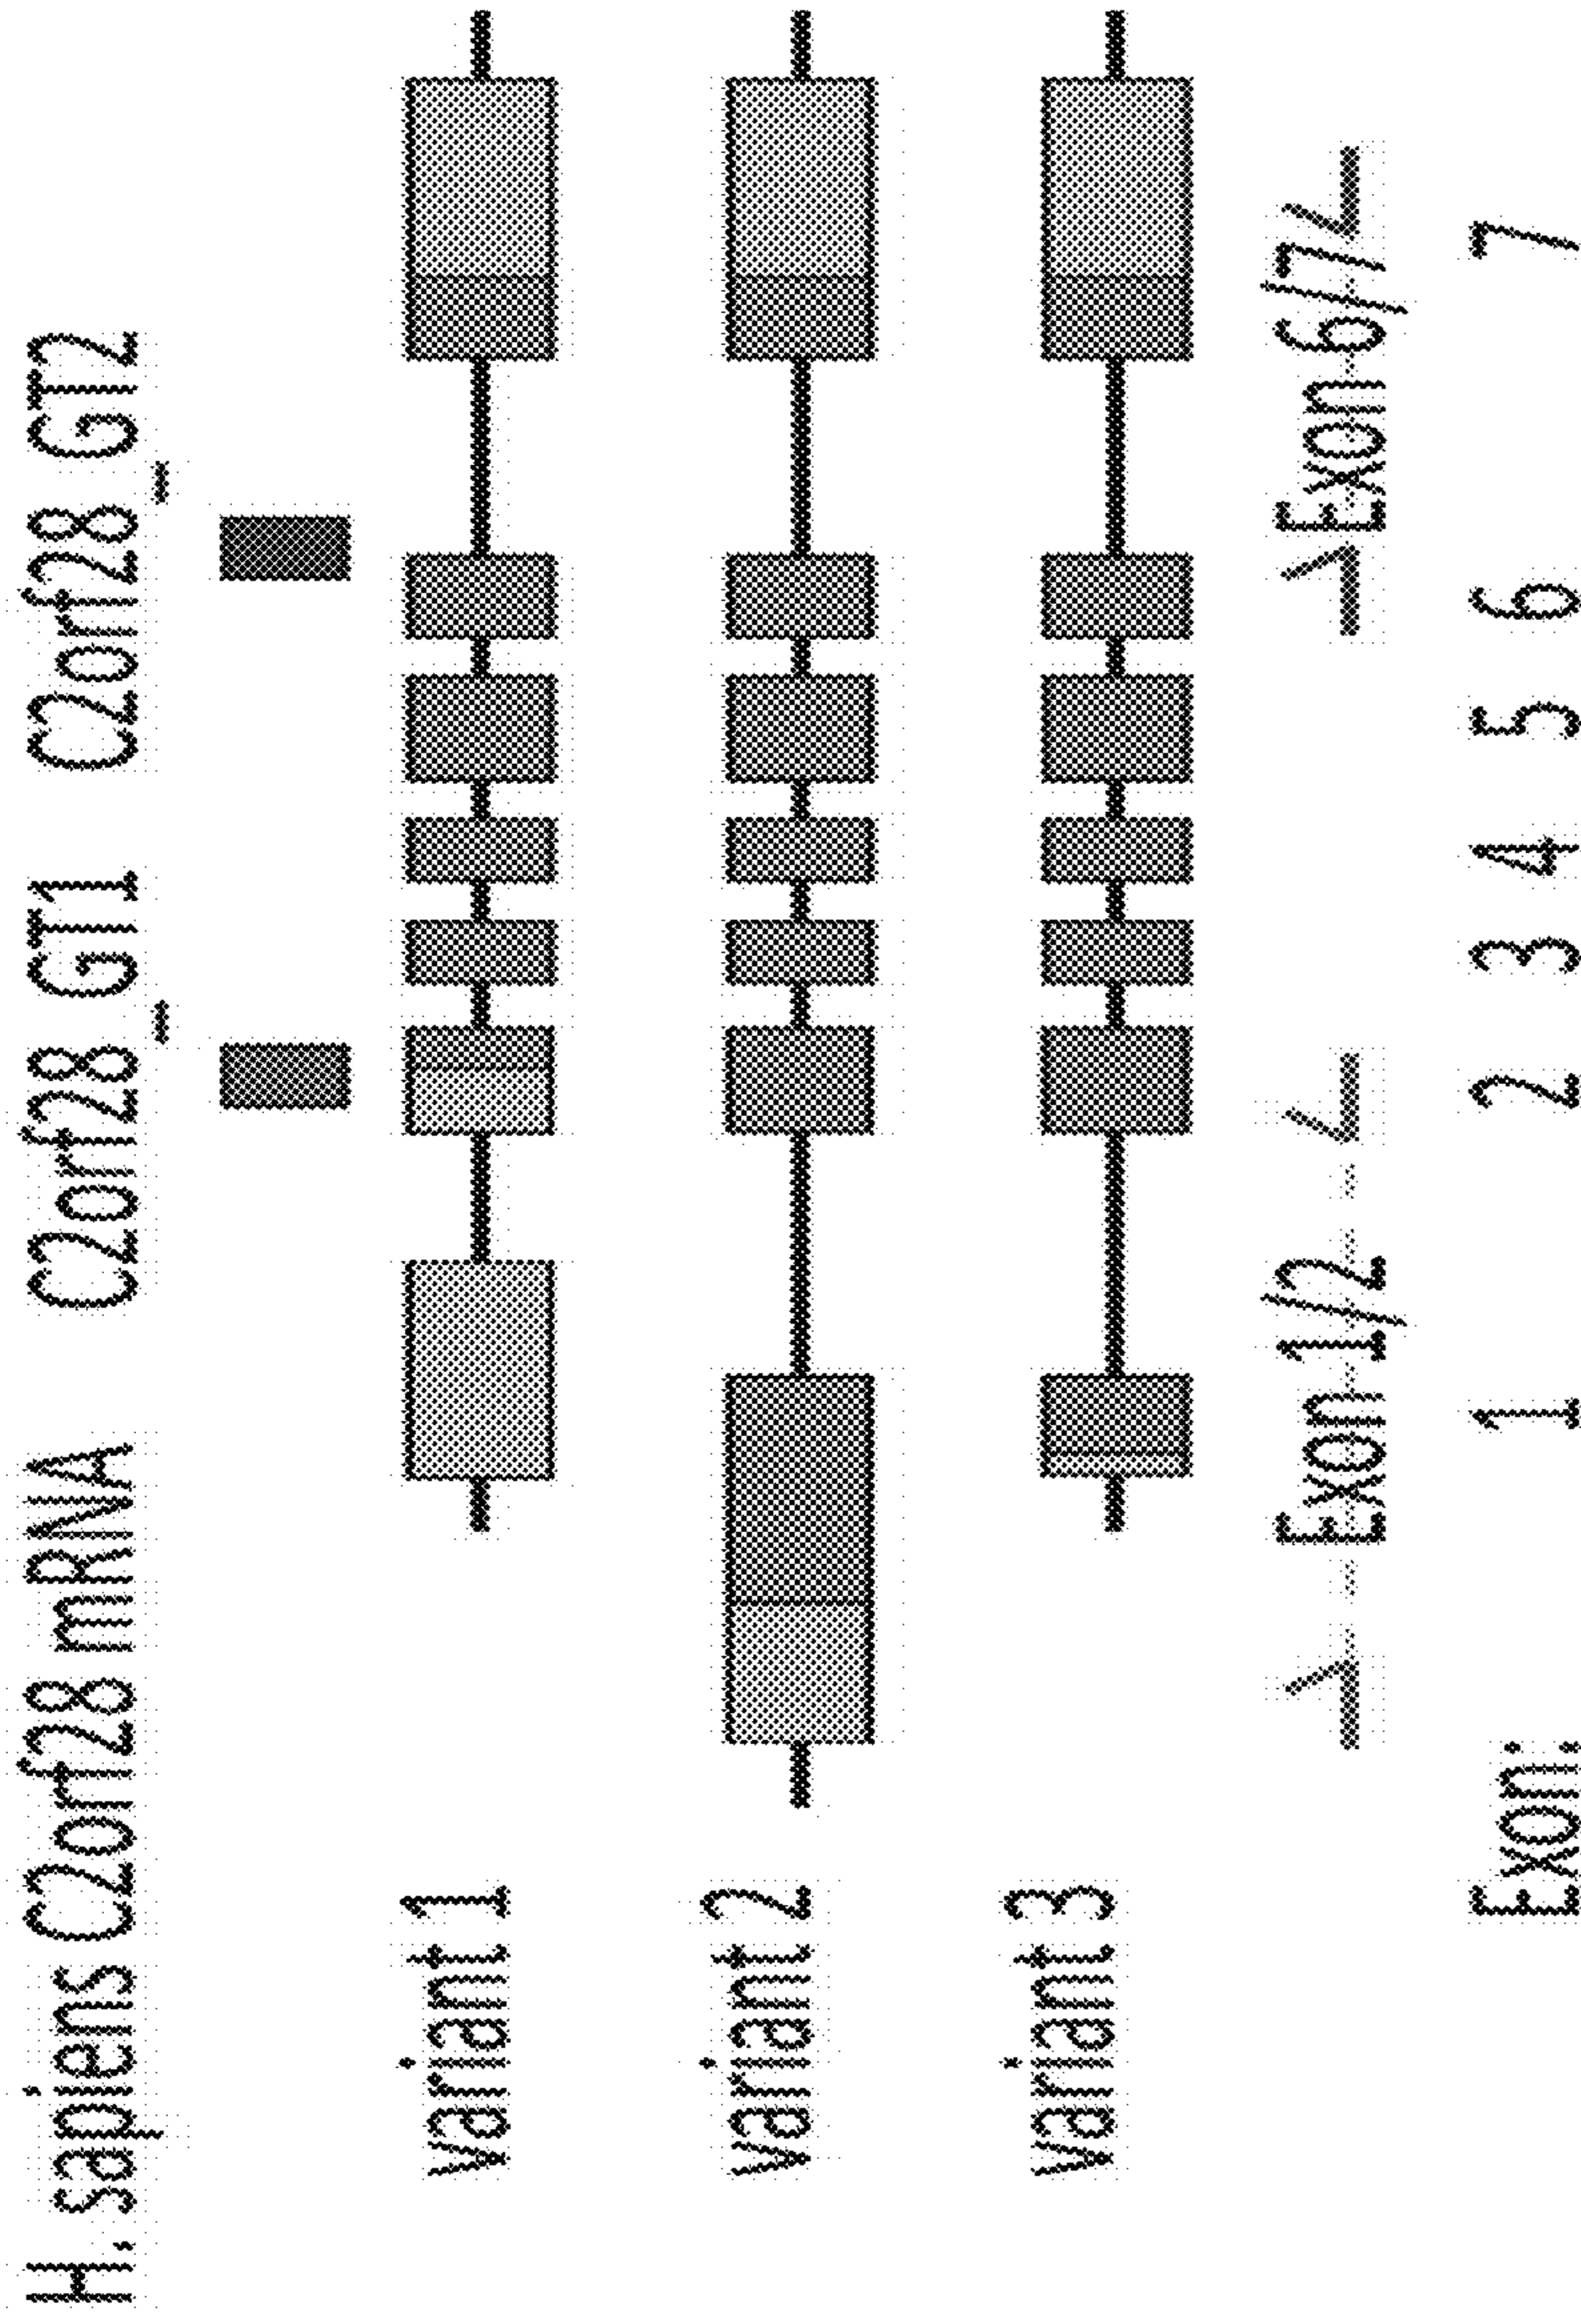 H. sapiens C2orf28 mRNA C2orf28_GT1 C2orf28_GT2
variant 1
variant 2
variant 3
Exon 1/2 Exon 6/7
Exon: 1 2 3 4 5 6 7